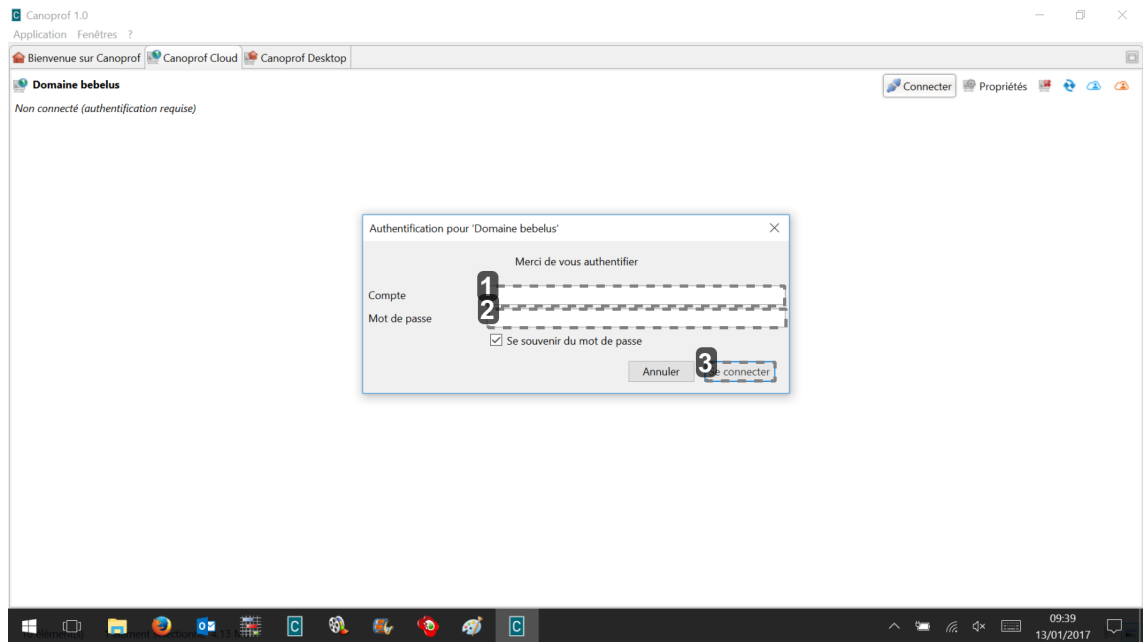 Canoprof 1.0
Application Fenêtres ?
Bienvenue sur Canoprof Canoprof Cloud Canoprof Desktop
Domaine bebelus
Connecter Propriétés
Non connecté (authentification requise)
Authentification pour 'Domaine bebelus'
Merci de vous authentifier
1
Compte
2
Mot de passe
Se souvenir du mot de passe
3
Annuler e connecter
09:39
13/01/2017